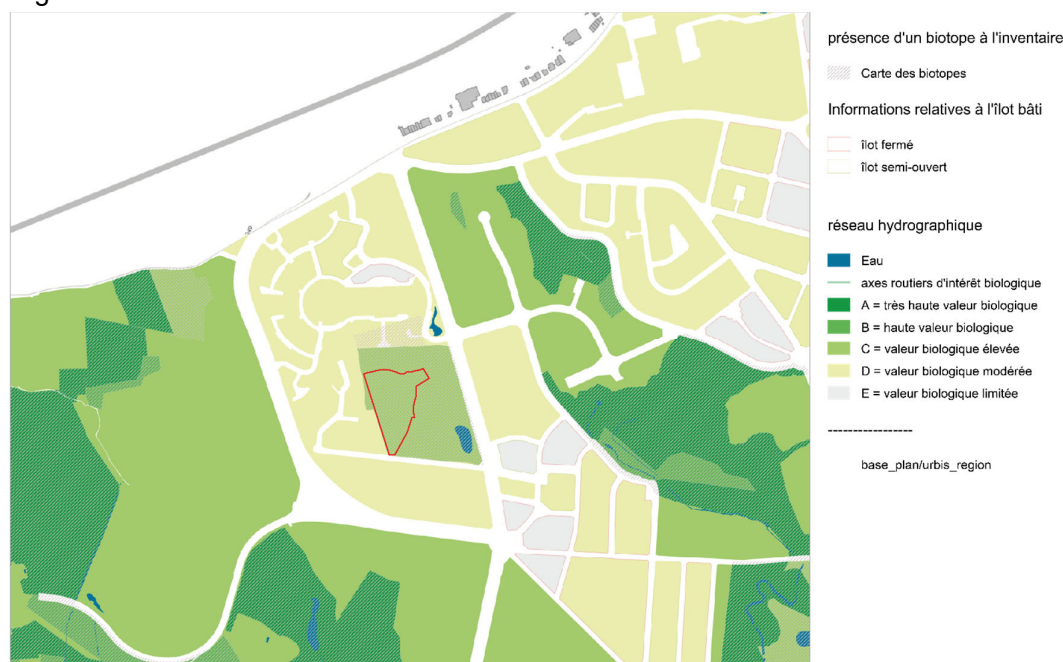 présence d'un biotope à l'inventaire
Carte des biotopes
Informations relatives à l'îlot bâti
îlot fermé
îlot semi-ouvert
réseau hydrographique
Eau
axes routiers d'intérêt biologique
A = très haute valeur biologique
B = haute valeur biologique
C = valeur biologique élevée
D = valeur biologique modérée
E = valeur biologique limitée
-----------------
base_plan/urbis_region